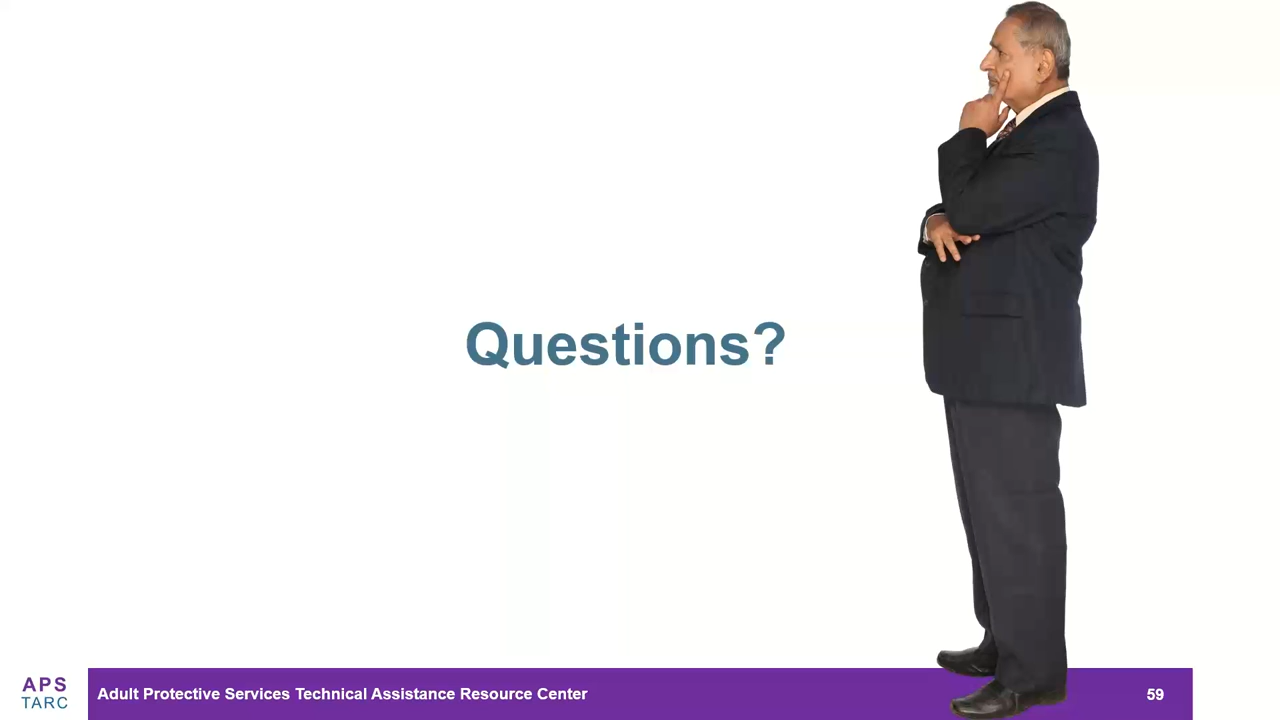 Questions?
APS
TARC
Adult Protective Services Technical Assistance Resource Center
59